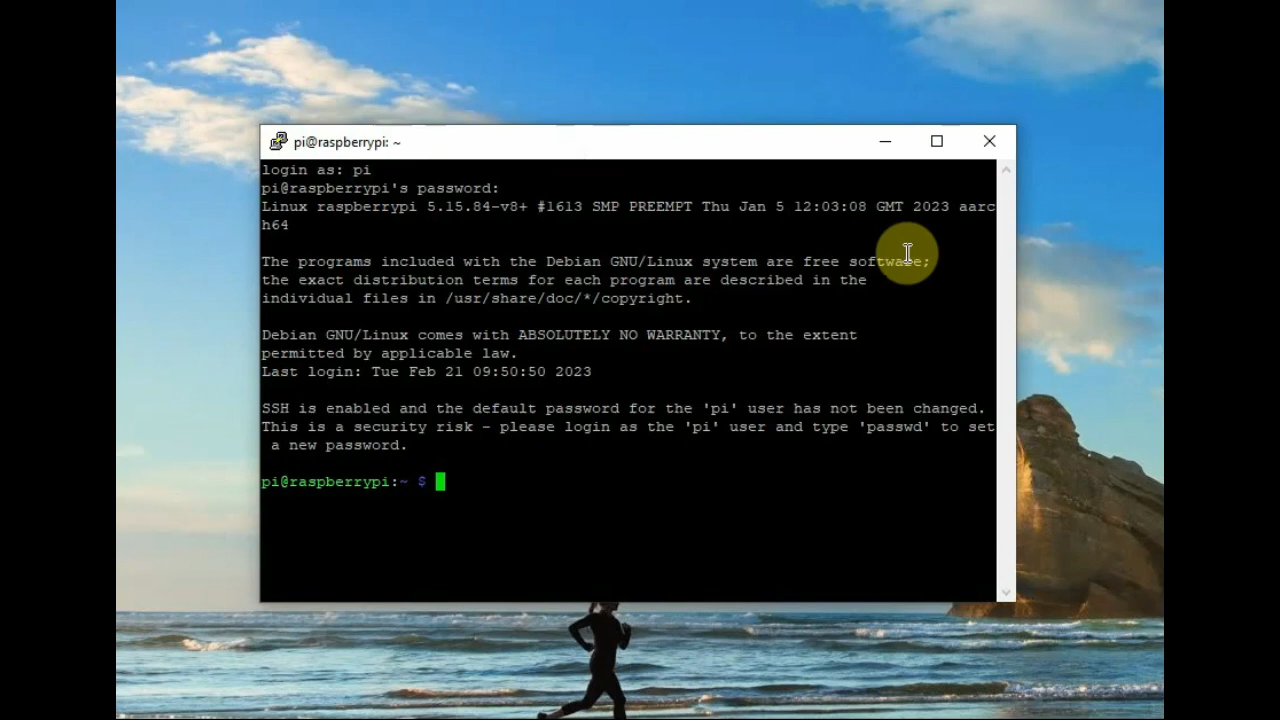 pi@raspberrypi: ~
login as: pi
pi@raspberrypi's password:
Linux raspberrypi 5.15.84-v8+ #1613 SMP PREEMPT Thu Jan 5 12:03:08 GMT 2023 aarc
h64
The programs included with the Debian GNU/Linux system are free software;
the exact distribution terms for each program are described in the
individual files in /usr/share/doc/*/copyright.
Debian GNU/Linux comes with ABSOLUTELY NO WARRANTY, to the extent
permitted by applicable law.
Last login: Tue Feb 21 09:50:50 2023
SSH is enabled and the default password for the 'pi' user has not been changed.
This is a security risk - please login as the 'pi' user and type 'passwd' to set
 a new password.
pi@raspberrypi:~ $